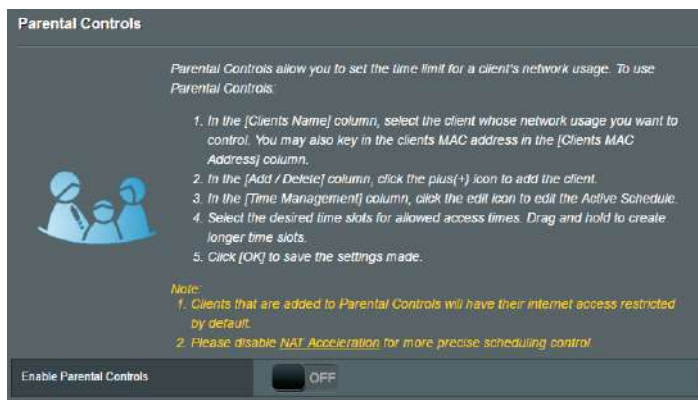 Parental Controls
Parental Controls allow you to set the time limit for a client's network usage. To use
Parental Controls:
1. In the [Clients Name] column, select the client whose network usage you want to
control. You may also key in the clients MAC address in the [Clients MAC
Address] column.
2. In the [Add / Delete] column, click the plus(+) icon to add the client.
3. In the [Time Management] column, click the edit icon to edit the Active Schedule.
4. Select the desired time slots for allowed access times. Drag and hold to create
longer time slots.
5. Click [OK] to save the settings made.
Note:
1. Clients that are added to Parental Controls will have their internet access restricted
by default.
2. Please disable NAT Acceleration for more precise scheduling control.
Enable Parental Controls
OFF